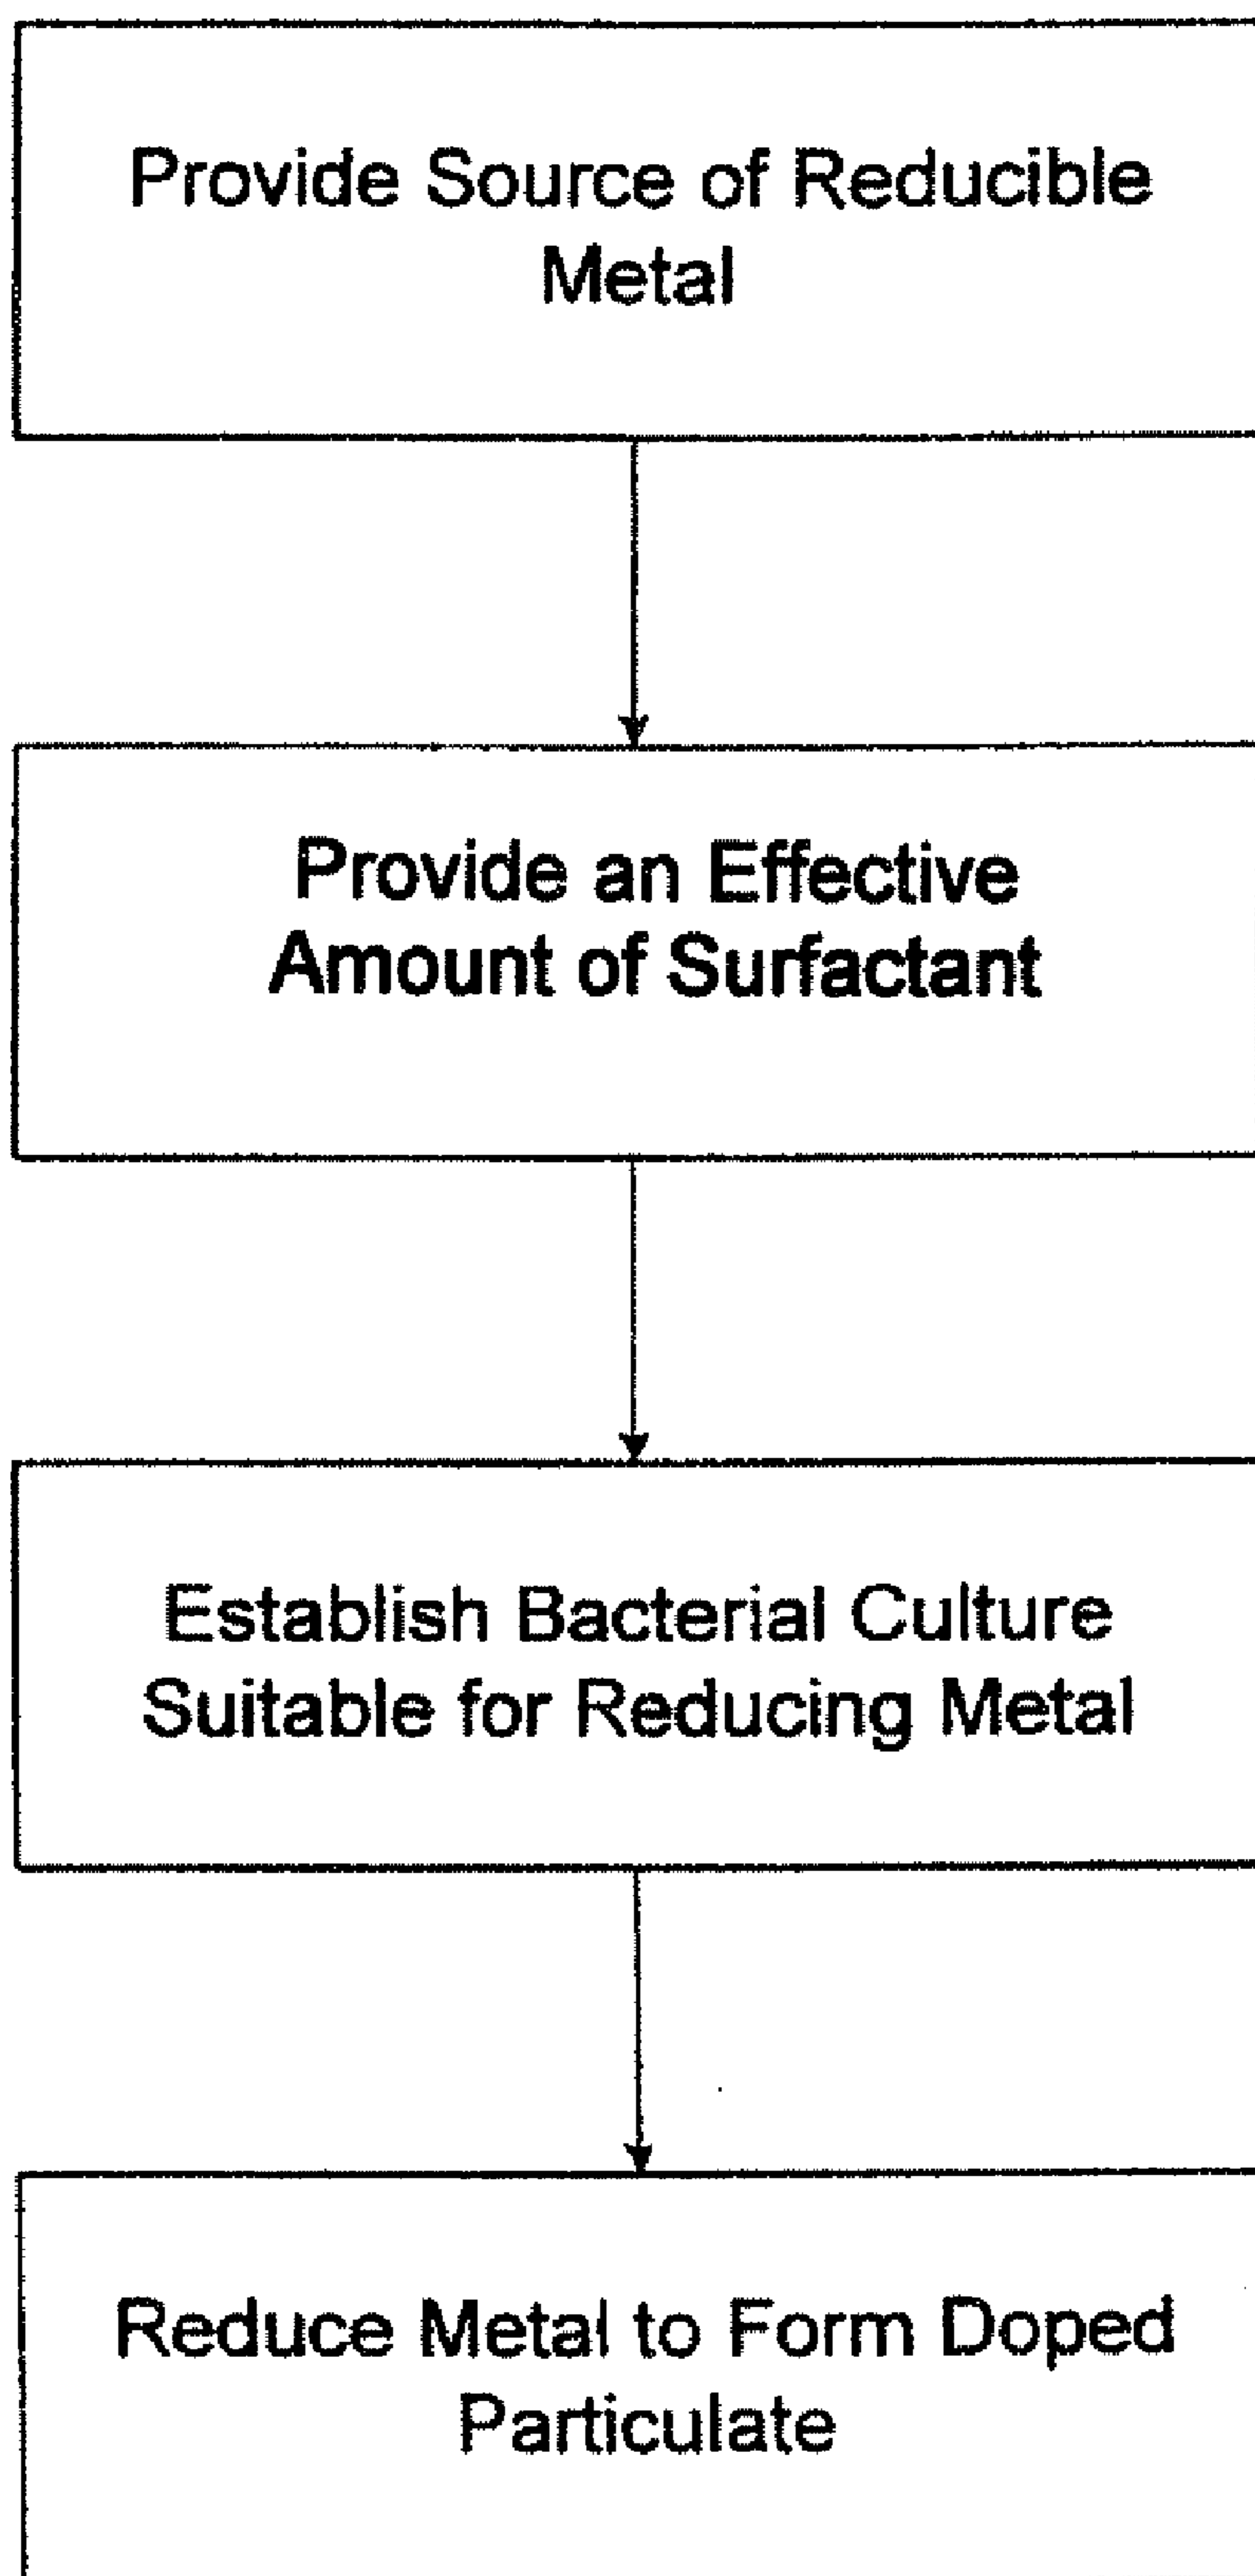 Provide Source of Reducible
Metal
Provide an Effective
Amount of Surfactant
Establish Bacterial Culture
Suitable for Reducing Metal
Reduce Metal to Form Doped
Particulate